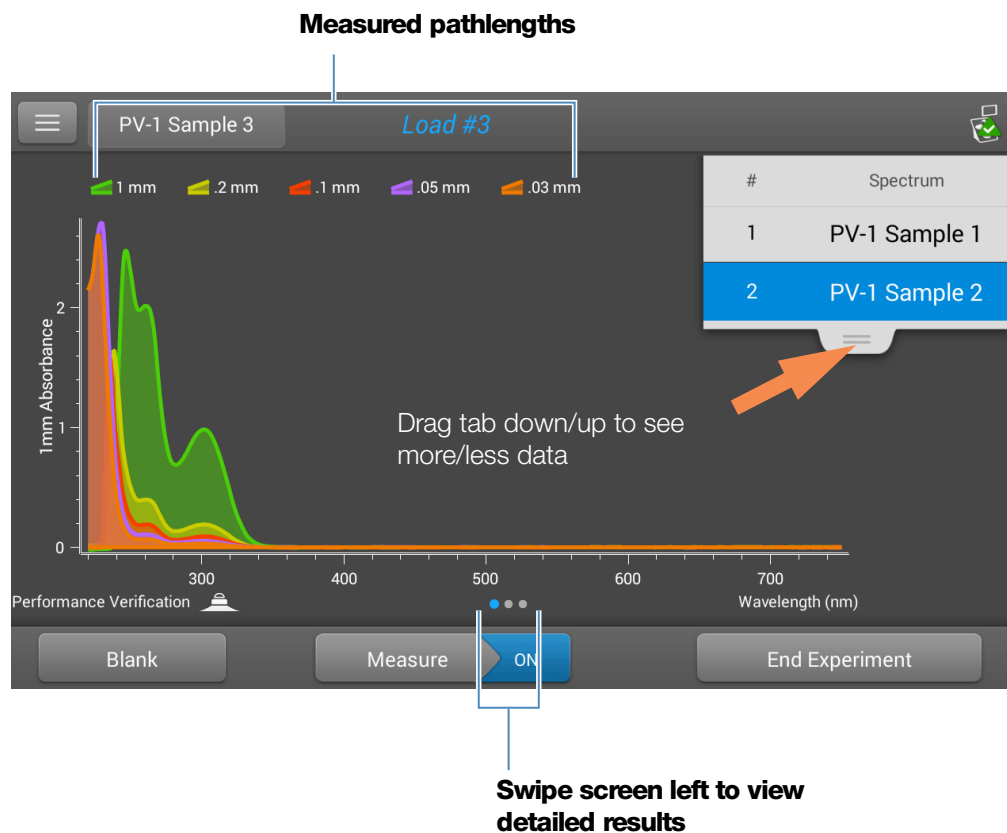 Measured pathlengths
PV-1 Sample 3
Load #3
1 mm
.2 mm
.1 mm
.05 mm
.03 mm
#
Spectrum
1
PV-1 Sample 1
2
PV-1 Sample 2
2
1
0
1mm Absorbance
Drag tab down/up to see
more/less data
300
400
500
600
700
Performance Verification
Wavelength (nm)
Blank
Measure
ON
End Experiment
Swipe screen left to view
detailed results